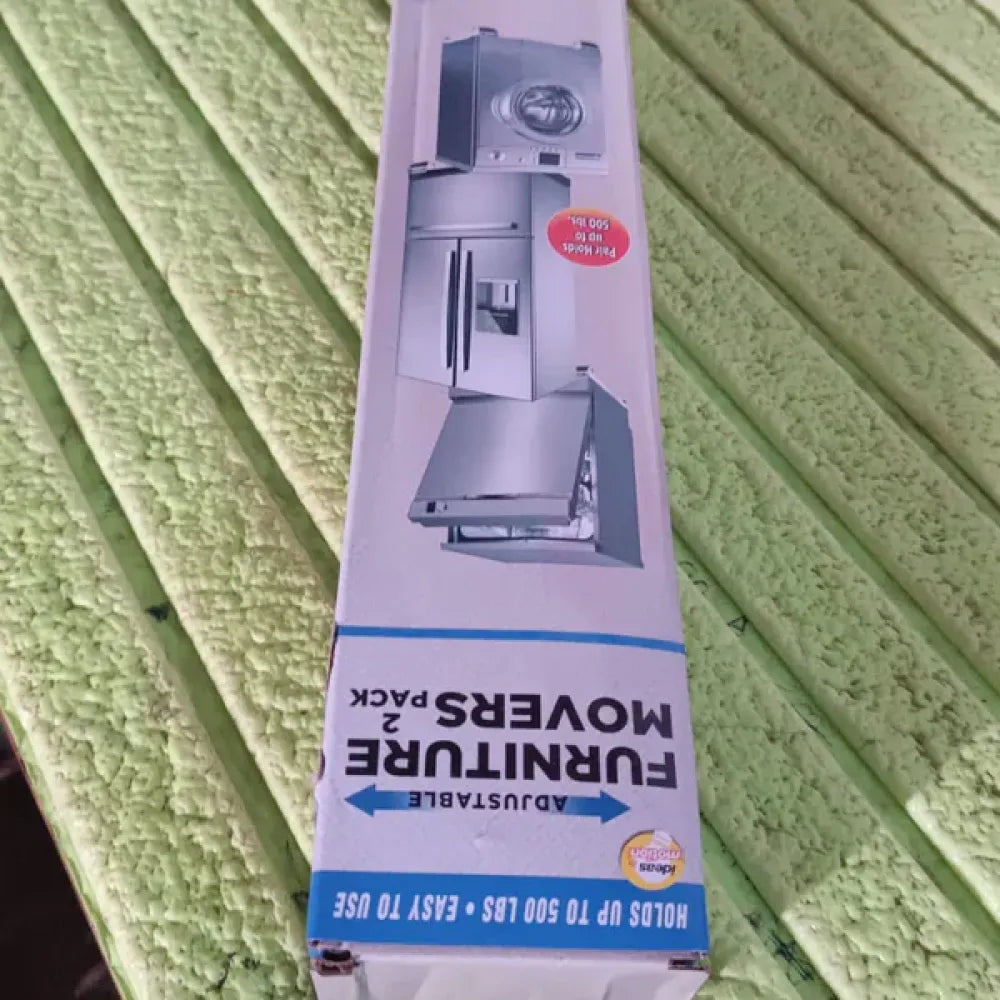 HOLDS UP TO 500 LBS • EASY TO USE
ideas
motion
ADJUSTABLE
FURNITURE
MOVERS 2 PACK
Pair Holds
up to
500 lbs.